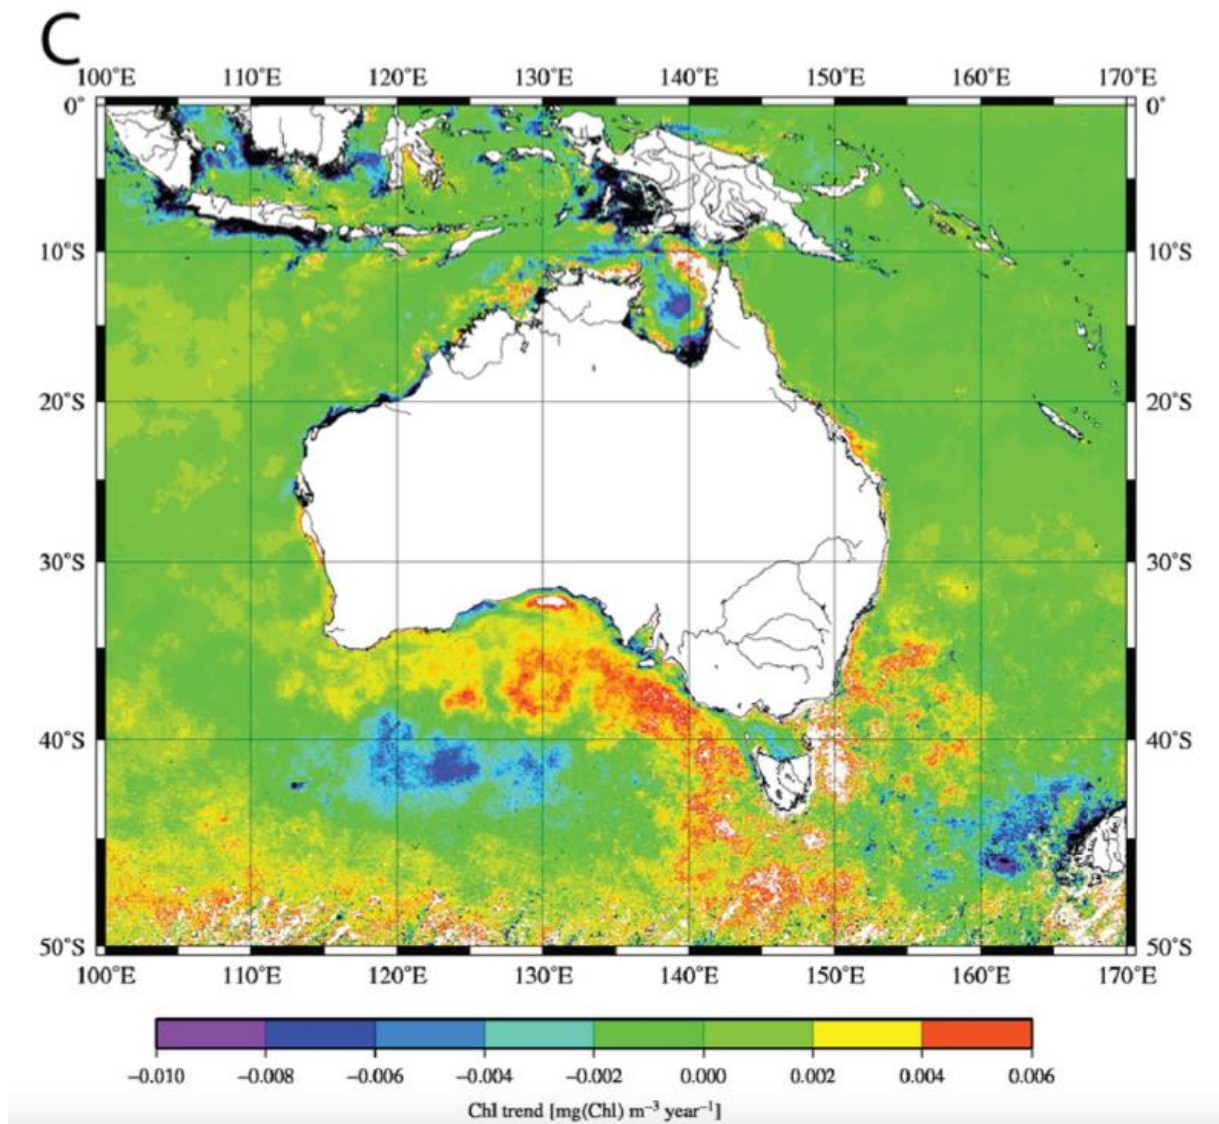 C
100°E 110°E 120°E 130°E 140°E 150°E 160°E 170°E
0° 0°
10°S 10°S
20°S 20°S
30°S 30°S
40°S 40°S
50°S 50°S
100°E 110°E 120°E 130°E 140°E 150°E 160°E 170°E
−0.010 −0.008 −0.006 −0.004 −0.002 0.000 0.002 0.004 0.006
Chl trend [mg(Chl) m⁻³ year⁻¹]